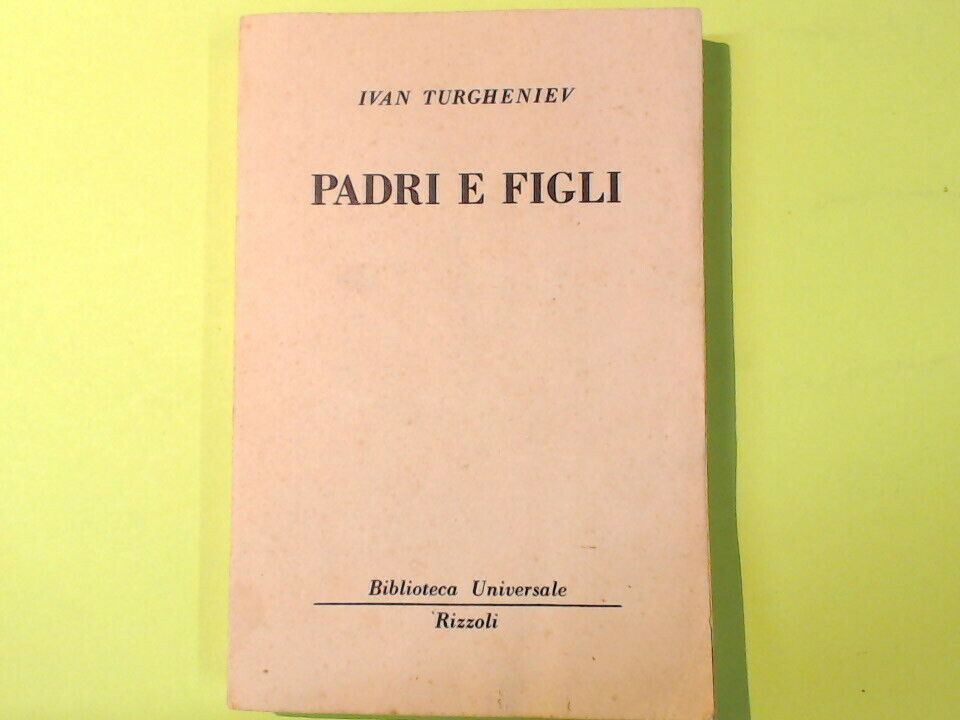 IVAN TURGHENIEV
PADRI E FIGLI
Biblioteca Universale
Rizzoli